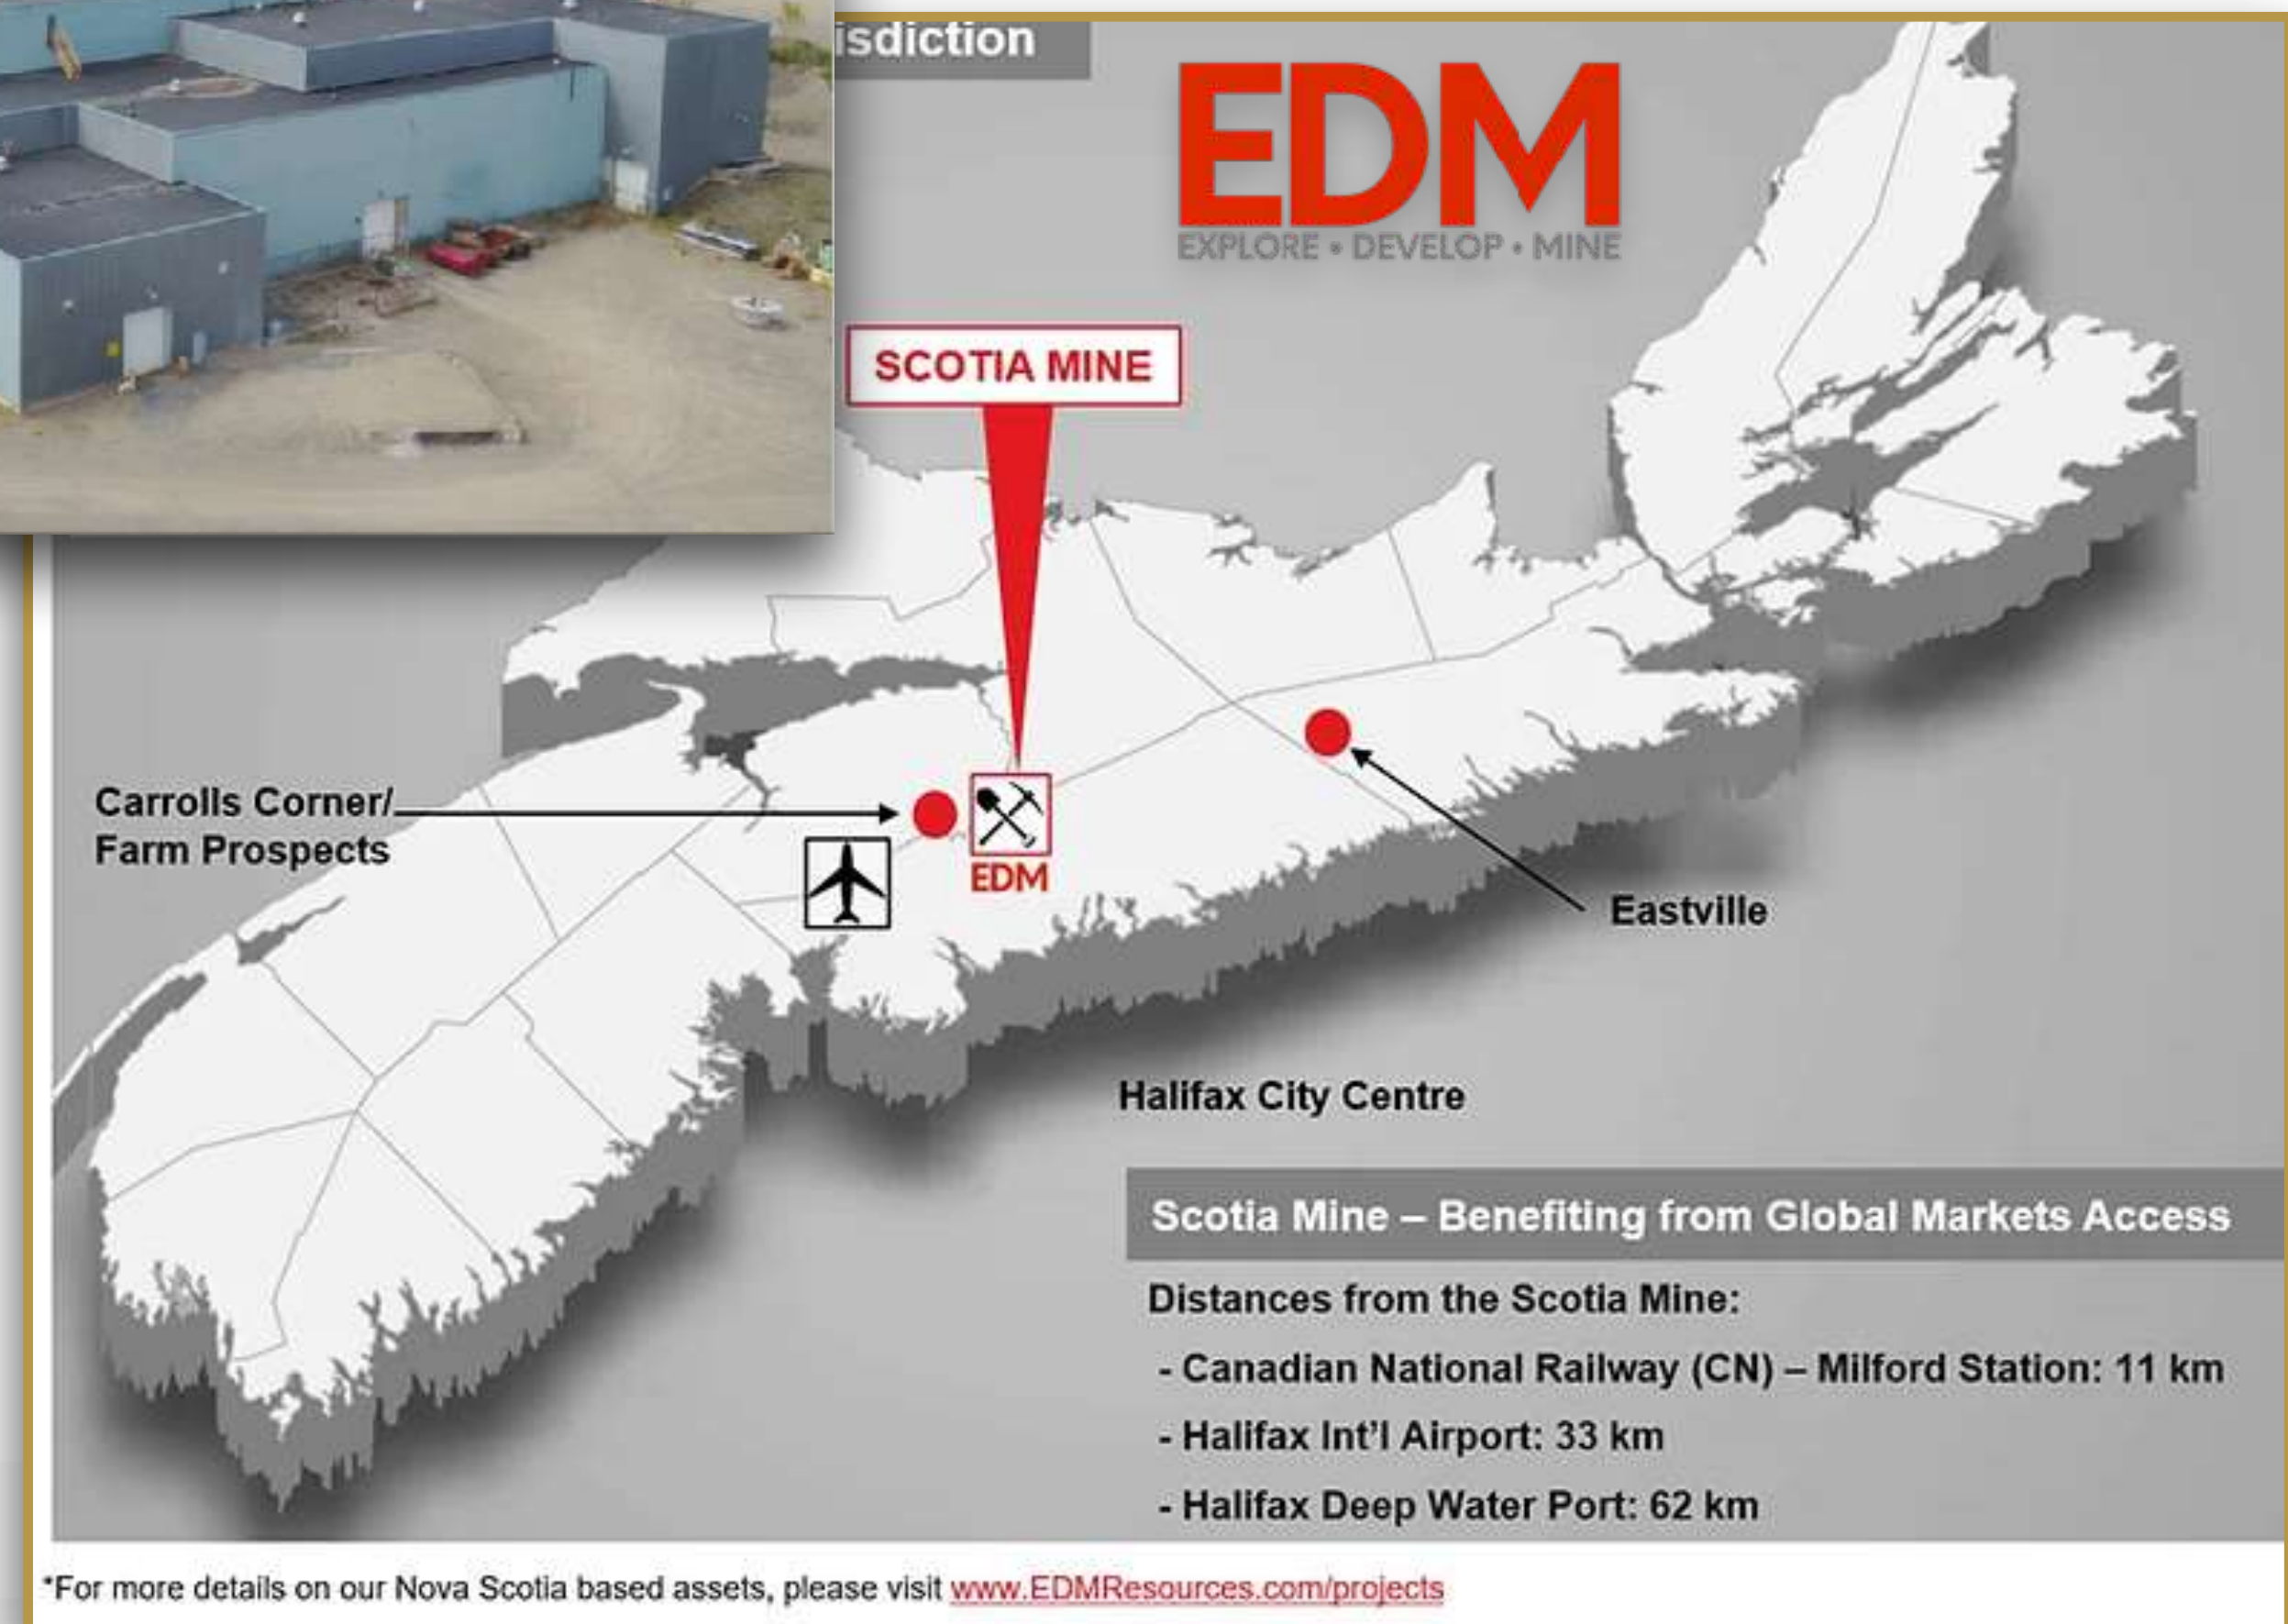 isdiction
EDM
EXPLORE • DEVELOP • MINE
SCOTIA MINE
Carrolls Corner/
Farm Prospects
EDM
Eastville
Halifax City Centre
Scotia Mine – Benefiting from Global Markets Access
Distances from the Scotia Mine:
- Canadian National Railway (CN) – Milford Station: 11 km
- Halifax Int'l Airport: 33 km
- Halifax Deep Water Port: 62 km
*For more details on our Nova Scotia based assets, please visit www.EDMResources.com/projects